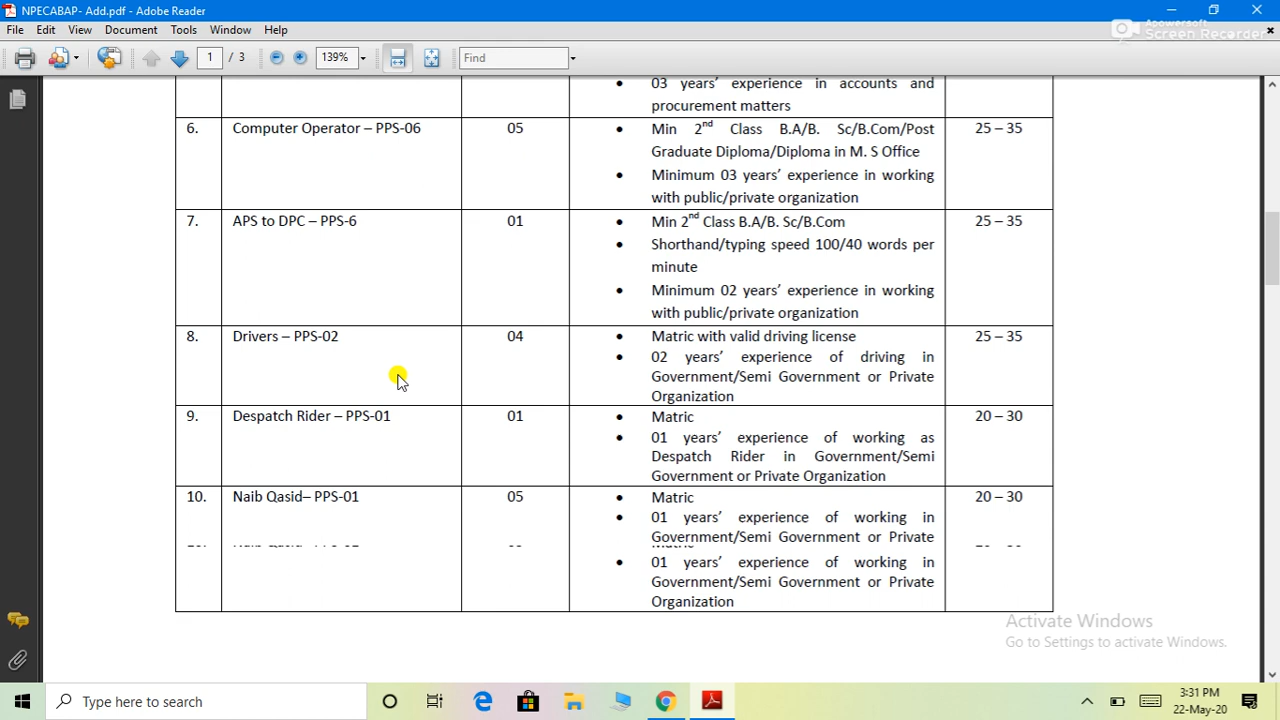 NPECABAP- Add.pdf - Adobe Reader
File Edit View Document Tools Window Help
Apowersoft
Screen Recorder
1 / 3 139% Find
03 years’ experience in accounts and
procurement matters
6. Computer Operator – PPS-06 05 • Min 2nd Class B.A/B. Sc/B.Com/Post 25 – 35
Graduate Diploma/Diploma in M. S Office
• Minimum 03 years’ experience in working
with public/private organization
7. APS to DPC – PPS-6 01 • Min 2nd Class B.A/B. Sc/B.Com 25 – 35
• Shorthand/typing speed 100/40 words per
minute
• Minimum 02 years’ experience in working
with public/private organization
8. Drivers – PPS-02 04 • Matric with valid driving license 25 – 35
• 02 years’ experience of driving in
Government/Semi Government or Private
Organization
9. Despatch Rider – PPS-01 01 • Matric 20 – 30
• 01 years’ experience of working as
Despatch Rider in Government/Semi
Government or Private Organization
10. Naib Qasid– PPS-01 05 • Matric 20 – 30
• 01 years’ experience of working in
Government/Semi Government or Private
• 01 years’ experience of working in
Government/Semi Government or Private
Organization
Activate Windows
Go to Settings to activate Windows.
Type here to search
3:31 PM
22-May-20